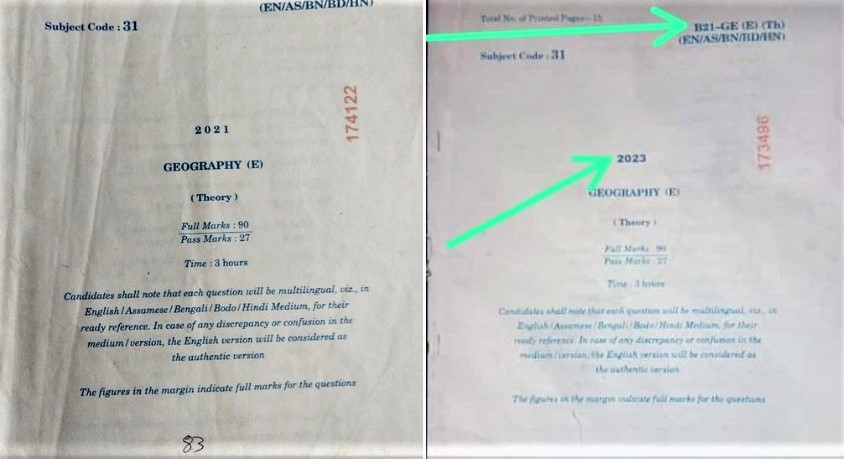 (EN/AS/BN/BD/HN)
Subject Code : 31
174122
2021
GEOGRAPHY (E)
( Theory )
Full Marks : 90
Pass Marks : 27
Time : 3 hours
Candidates shall note that each question will be multilingual, viz., in
English / Assamese / Bengali / Bodo / Hindi Medium, for their
ready reference. In case of any discrepancy or confusion in the
medium / version, the English version will be considered as
the authentic version
The figures in the margin indicate full marks for the questions
83
Total No. of Printed Pages—15
B21–GE (E) (Th)
(EN/AS/BN/BD/HN)
Subject Code : 31
173496
2023
GEOGRAPHY (E)
( Theory )
Full Marks : 90
Pass Marks : 27
Time : 3 hours
Candidates shall note that each question will be multilingual, viz., in
English / Assamese / Bengali / Bodo / Hindi Medium, for their
ready reference. In case of any discrepancy or confusion in the
medium / version, the English version will be considered as
the authentic version
The figures in the margin indicate full marks for the questions